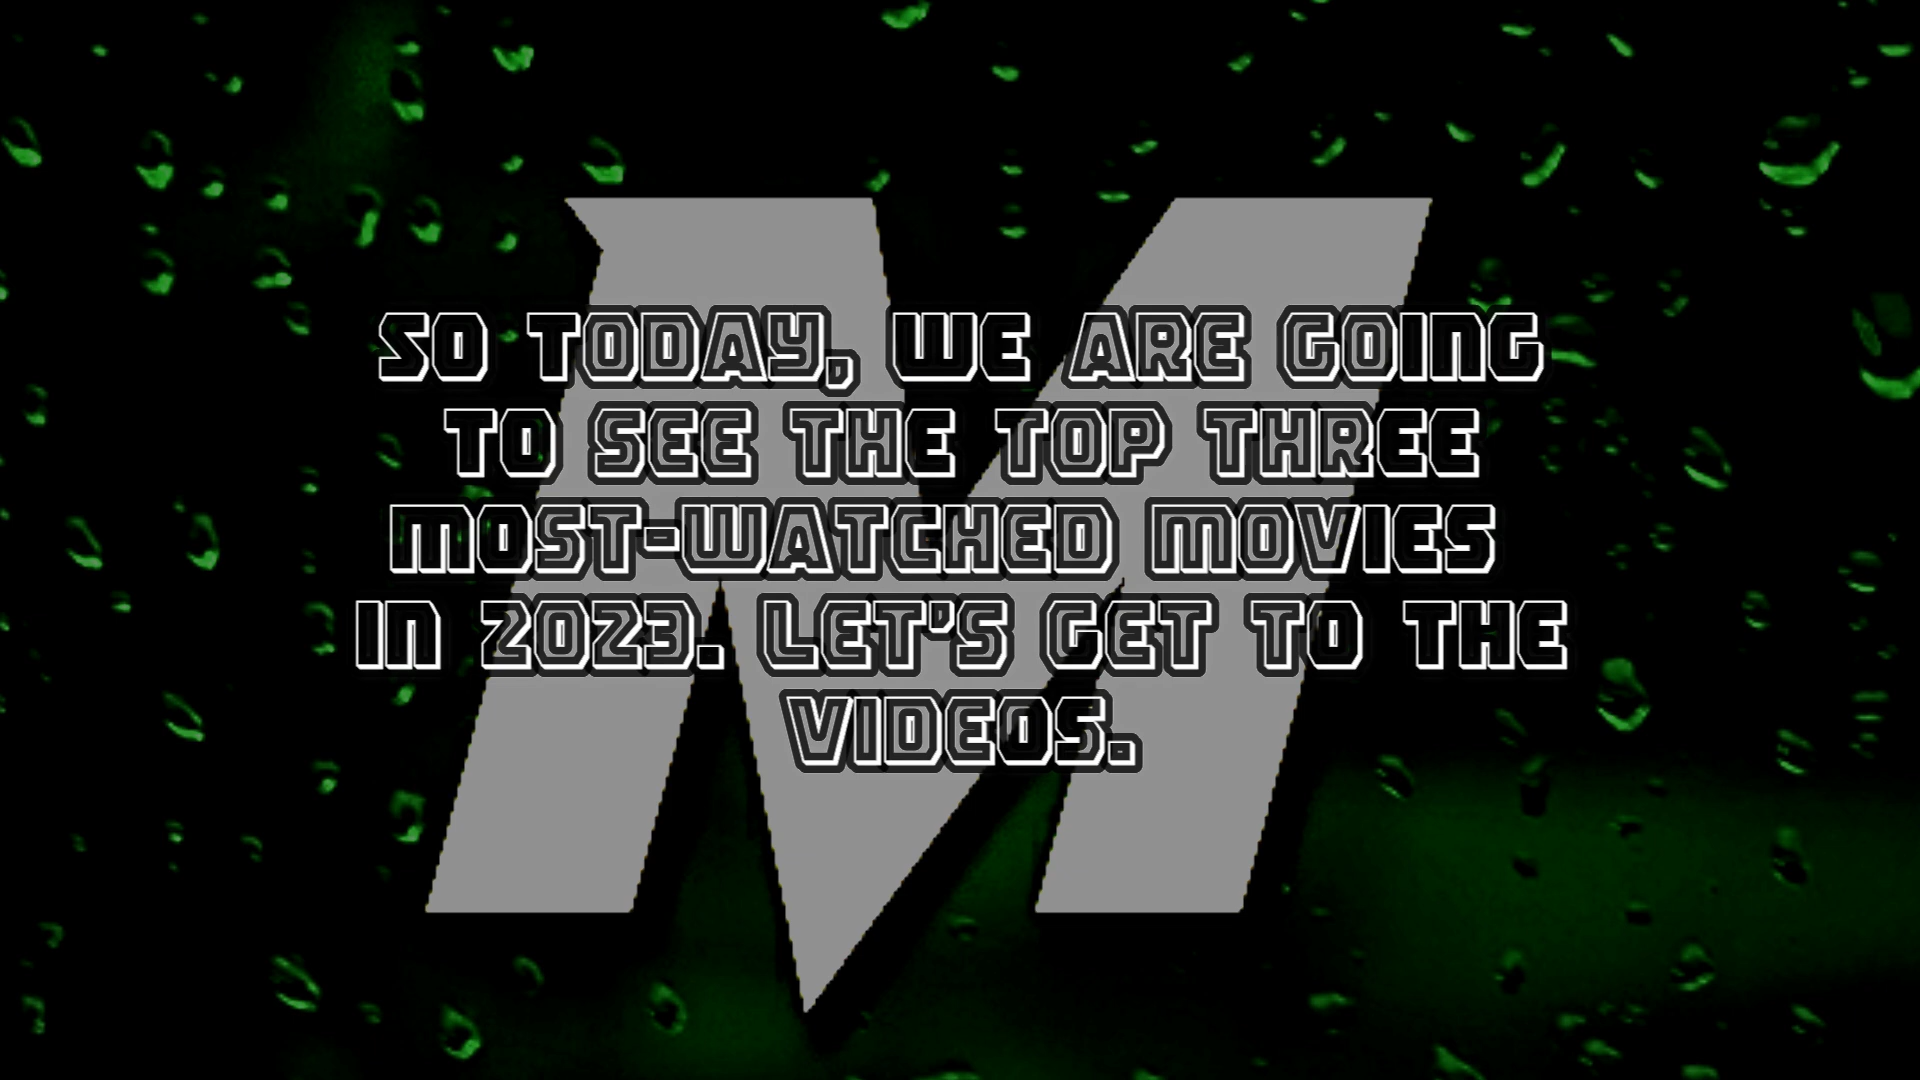 SO TODAY, WE ARE GOING
TO SEE THE TOP THREE
MOST-WATCHED MOVIES
IN 2023. LET'S GET TO THE
VIDEOS.
M